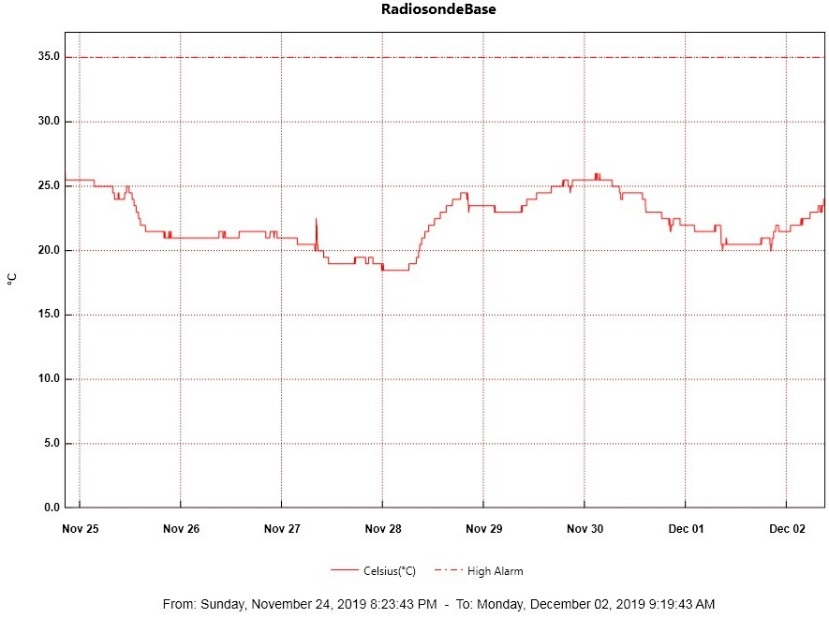 RadiosondeBase
35.0
30.0
25.0
20.0
15.0
10.0
5.0
0.0
°C
Nov 25 Nov 26 Nov 27 Nov 28 Nov 29 Nov 30 Dec 01 Dec 02
Celsius(°C) High Alarm
From: Sunday, November 24, 2019 8:23:43 PM - To: Monday, December 02, 2019 9:19:43 AM